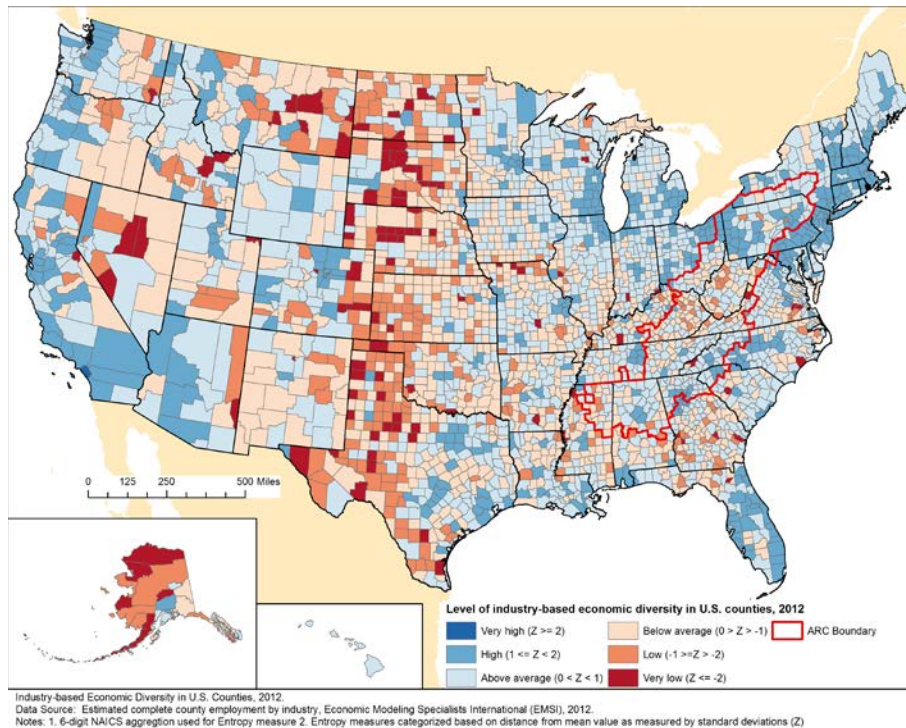 0 125 250 500 Miles
Level of industry-based economic diversity in U.S. counties, 2012
Very high (Z >= 2)
High (1 <= Z < 2)
Above average (0 < Z < 1)
Below average (0 > Z > -1)
Low (-1 >=Z > -2)
Very low (Z <= -2)
ARC Boundary
Industry-based Economic Diversity in U.S. Counties, 2012.
Data Source: Estimated complete county employment by industry, Economic Modeling Specialists International (EMSI), 2012.
Notes: 1. 6-digit NAICS aggregtion used for Entropy measure 2. Entropy measures categorized based on distance from mean value as measured by standard deviations (Z)